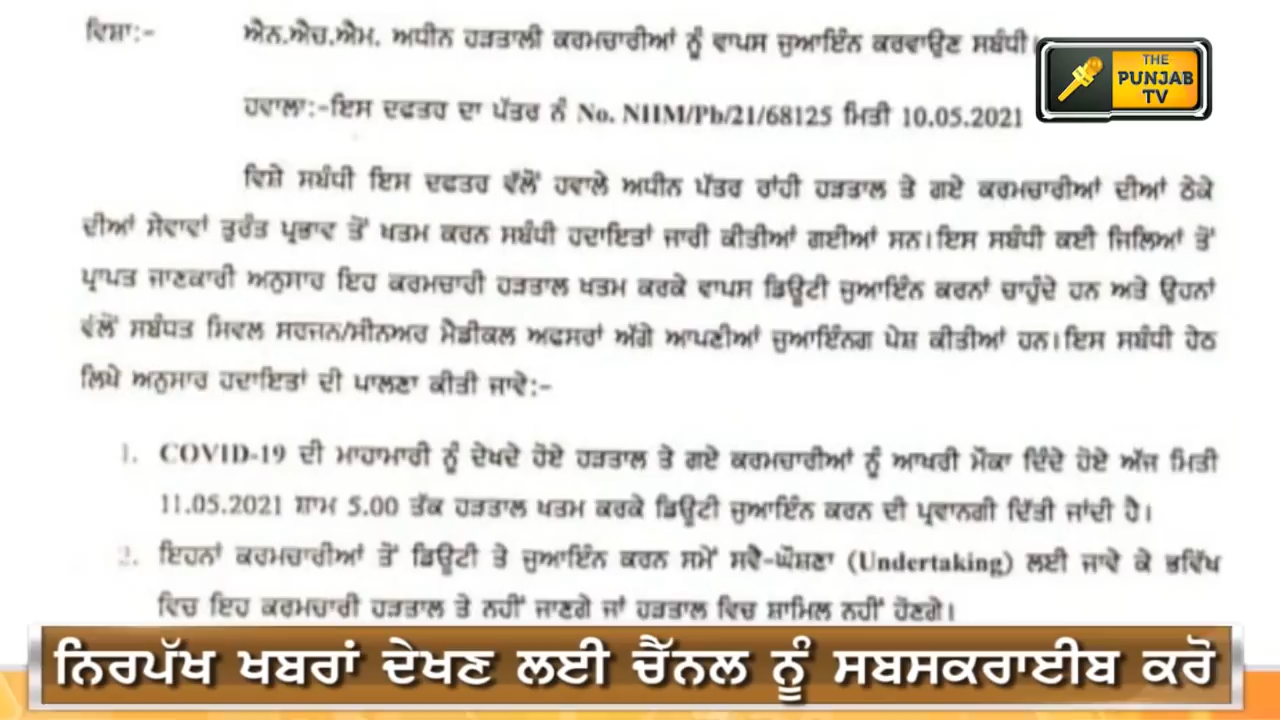 ਵਿਸ਼ਾ:- ਐਨ.ਐਚ.ਐਮ. ਅਧੀਨ ਹੜਤਾਲੀ ਕਰਮਚਾਰੀਆਂ ਨੂੰ ਵਾਪਸ ਜੁਆਇੰਨ ਕਰਵਾਉਣ ਸਬੰਧੀ।
THE
PUNJAB
TV
ਹਵਾਲਾ:-ਇਸ ਦਫਤਰ ਦਾ ਪੱਤਰ ਨੰ No. NHM/Pb/21/68125 ਮਿਤੀ 10.05.2021
ਵਿਸ਼ੇ ਸਬੰਧੀ ਇਸ ਦਫਤਰ ਵੱਲੋਂ ਹਵਾਲੇ ਅਧੀਨ ਪੱਤਰ ਰਾਂਹੀ ਹੜਤਾਲ ਤੇ ਗਏ ਕਰਮਚਾਰੀਆਂ ਦੀਆਂ ਠੇਕੇ
ਦੀਆਂ ਸੇਵਾਵਾਂ ਤੁਰੰਤ ਪ੍ਰਭਾਵ ਤੋਂ ਖਤਮ ਕਰਨ ਸਬੰਧੀ ਹਦਾਇਤਾਂ ਜਾਰੀ ਕੀਤੀਆਂ ਗਈਆਂ ਸਨ।ਇਸ ਸਬੰਧੀ ਕਈ ਜਿਲਿਆਂ ਤੋਂ
ਪ੍ਰਾਪਤ ਜਾਣਕਾਰੀ ਅਨੁਸਾਰ ਇਹ ਕਰਮਚਾਰੀ ਹੜਤਾਲ ਖਤਮ ਕਰਕੇ ਵਾਪਸ ਡਿਊਟੀ ਜੁਆਇੰਨ ਕਰਨਾਂ ਚਾਹੁੰਦੇ ਹਨ ਅਤੇ ਉਹਨਾਂ
ਵੱਲੋਂ ਸਬੰਧਤ ਸਿਵਲ ਸਰਜਨ/ਸੀਨਅਰ ਮੈਡੀਕਲ ਅਫਸਰਾਂ ਅੱਗੇ ਆਪਣੀਆਂ ਜੁਆਇੰਨਗ ਪੇਸ਼ ਕੀਤੀਆਂ ਹਨ।ਇਸ ਸਬੰਧੀ ਹੇਠ
ਲਿਖੇ ਅਨੁਸਾਰ ਹਦਾਇਤਾਂ ਦੀ ਪਾਲਣਾ ਕੀਤੀ ਜਾਵੇ:-
1. COVID-19 ਦੀ ਮਾਹਾਮਾਰੀ ਨੂੰ ਦੇਖਦੇ ਹੋਏ ਹੜਤਾਲ ਤੇ ਗਏ ਕਰਮਚਾਰੀਆਂ ਨੂੰ ਆਖਰੀ ਮੌਕਾ ਦਿੰਦੇ ਹੋਏ ਅੱਜ ਮਿਤੀ
11.05.2021 ਸ਼ਾਮ 5.00 ਤੱਕ ਹੜਤਾਲ ਖਤਮ ਕਰਕੇ ਡਿਊਟੀ ਜੁਆਇੰਨ ਕਰਨ ਦੀ ਪ੍ਰਵਾਨਗੀ ਦਿੱਤੀ ਜਾਂਦੀ ਹੈ।
2. ਇਹਨਾਂ ਕਰਮਚਾਰੀਆਂ ਤੋਂ ਡਿਊਟੀ ਤੇ ਜੁਆਇੰਨ ਕਰਨ ਸਮੇਂ ਸਵੈ-ਘੋਸ਼ਣਾ (Undertaking) ਲਈ ਜਾਵੇ ਕੇ ਭਵਿੱਖ
ਵਿਚ ਇਹ ਕਰਮਚਾਰੀ ਹੜਤਾਲ ਤੇ ਨਹੀਂ ਜਾਣਗੇ ਜਾਂ ਹੜਤਾਲ ਵਿਚ ਸ਼ਾਮਿਲ ਨਹੀਂ ਹੋਣਗੇ।
ਨਿਰਪੱਖ ਖਬਰਾਂ ਦੇਖਣ ਲਈ ਚੈੱਨਲ ਨੂੰ ਸਬਸਕਰਾਈਬ ਕਰੋ